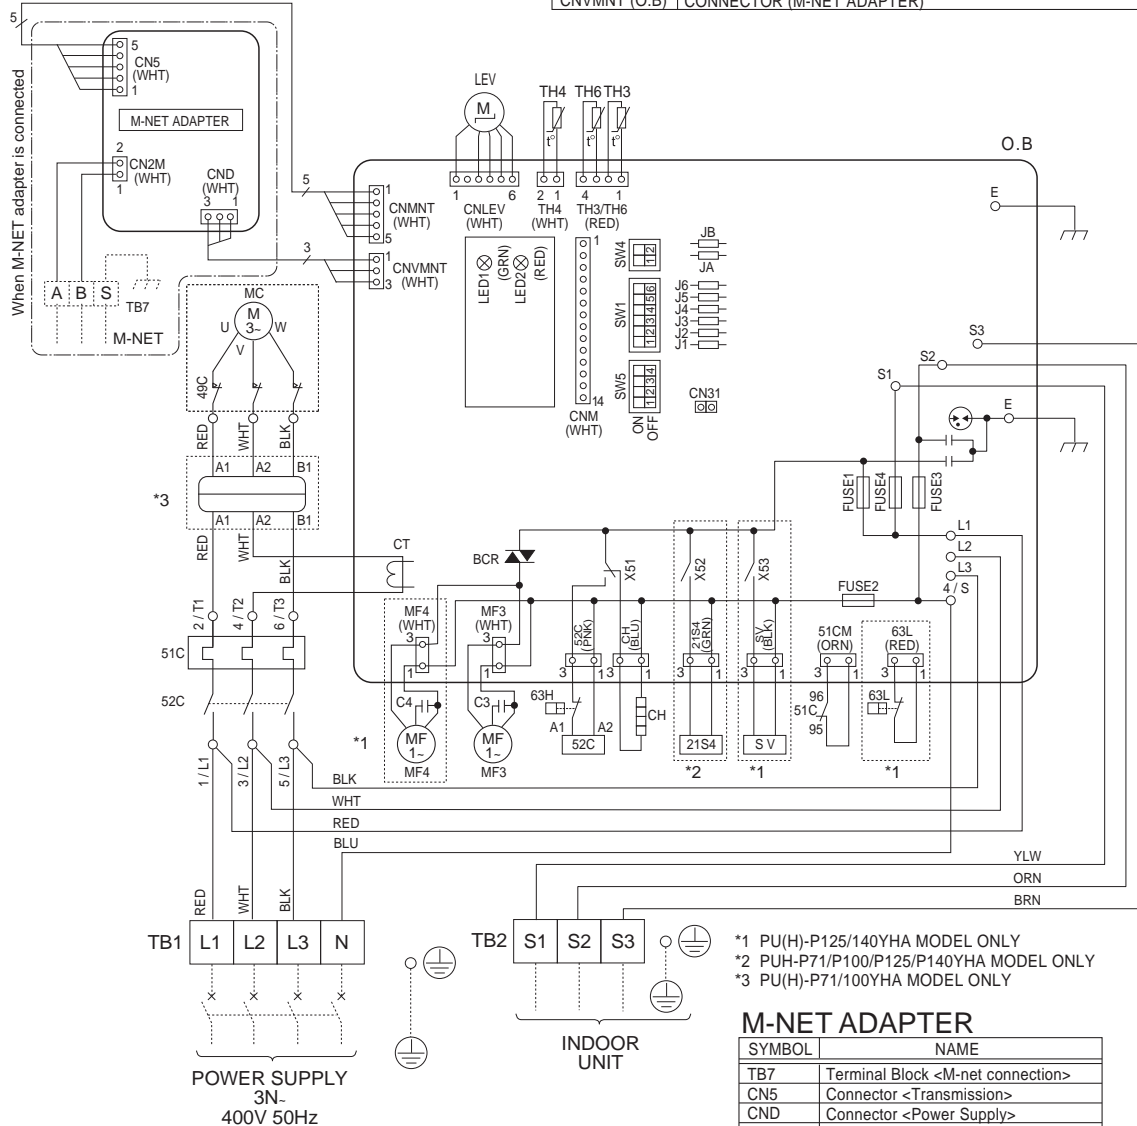 CNVMNT (O.B) CONNECTOR (M-NET ADAPTER)
5
When M-NET adapter is connected
5
CN5
(WHT)
1
M-NET ADAPTER
2
CN2M
(WHT)
1
CND
(WHT)
3 1
A B S
TB7
M-NET
5
3
LEV
M
TH4
TH6 TH3
t°
t°
t°
O.B
1
CNMNT
(WHT)
5
1
CNVMNT
(WHT)
3
1 6
CNLEV
(WHT)
2 1
TH4
(WHT)
4 1
TH3/TH6
(RED)
LED1
(GRN)
LED2
(RED)
1
14
CNM
(WHT)
SW4
1 2
SW1
1 2 3 4 5 6
SW5
1 2 3 4
ON
OFF
JB
JA
J6
J5
J4
J3
J2
J1
CN31
E
S3
S2
S1
E
MC
M
3~
U
V
W
49C
RED
WHT
BLK
A1 A2 B1
*3
A1 A2 B1
RED
WHT
BLK
CT
2 / T1
4 / T2
6 / T3
51C
52C
1 / L1
3 / L2
5 / L3
FUSE1
FUSE4
FUSE3
L1
L2
L3
4 / S
FUSE2
BCR
X51
X52
X53
MF4
(WHT)
3
1
C4
MF
1~
MF4
*1
MF3
(WHT)
3
1
C3
MF
1~
MF3
52C
(PNK)
3 1
63H
A1 A2
52C
CH
(BLU)
3 1
CH
21S4
(GRN)
3 1
21S4
*2
SV
(BLK)
3 1
S V
*1
51CM
(ORN)
3 1
96
51C
95
63L
(RED)
3 1
63L
*1
BLK
WHT
RED
BLU
YLW
ORN
BRN
RED
WHT
BLK
TB1 L1 L2 L3 N
POWER SUPPLY
3N~
400V 50Hz
TB2 S1 S2 S3
INDOOR
UNIT
*1 PU(H)-P125/140YHA MODEL ONLY
*2 PUH-P71/P100/P125/P140YHA MODEL ONLY
*3 PU(H)-P71/100YHA MODEL ONLY
M-NET ADAPTER
SYMBOL NAME
TB7 Terminal Block <M-net connection>
CN5 Connector <Transmission>
CND Connector <Power Supply>